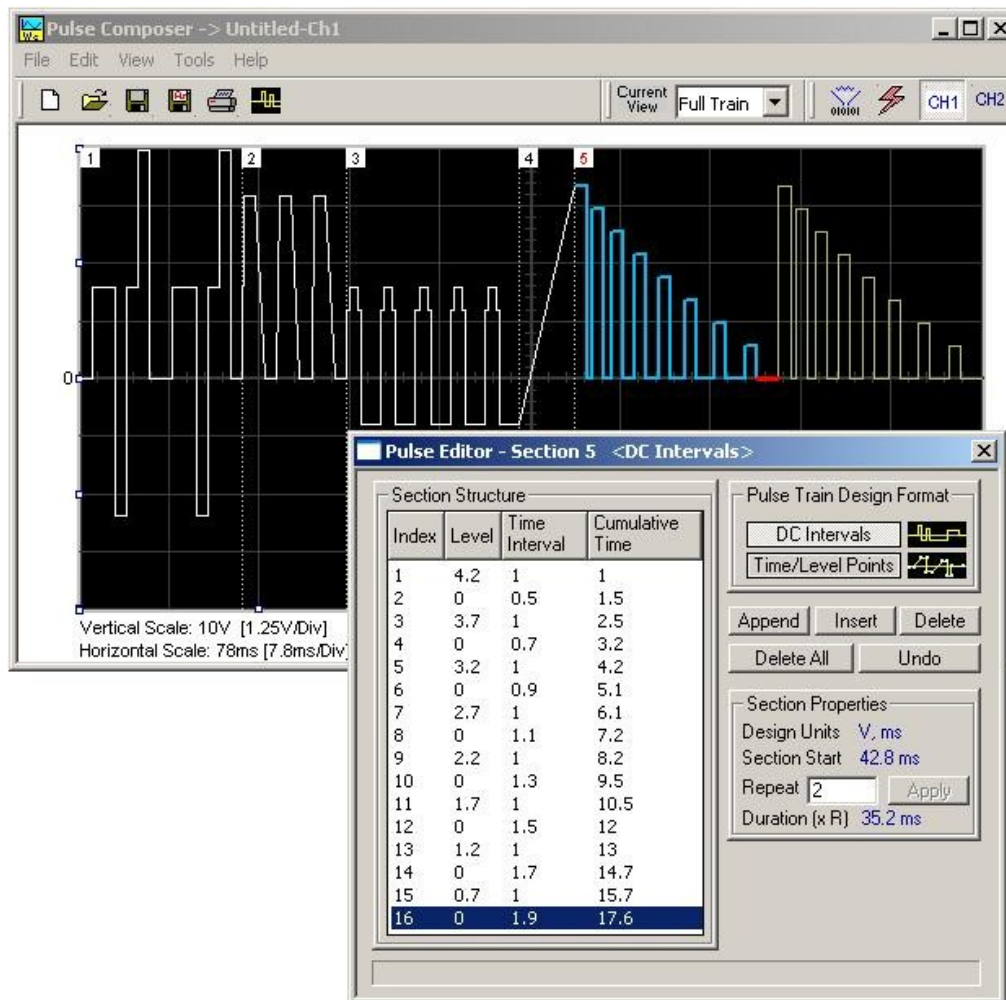 Pulse Composer -> Untitled-Ch1
File Edit View Tools Help
Current View Full Train
010101
CH1 CH2
1 2 3 4 5
0
Vertical Scale: 10V [1.25V/Div]
Horizontal Scale: 78ms [7.8ms/Div]
Pulse Editor - Section 5 <DC Intervals>
Section Structure
Index Level Time Interval Cumulative Time
1 4.2 1 1
2 0 0.5 1.5
3 3.7 1 2.5
4 0 0.7 3.2
5 3.2 1 4.2
6 0 0.9 5.1
7 2.7 1 6.1
8 0 1.1 7.2
9 2.2 1 8.2
10 0 1.3 9.5
11 1.7 1 10.5
12 0 1.5 12
13 1.2 1 13
14 0 1.7 14.7
15 0.7 1 15.7
16 0 1.9 17.6
Pulse Train Design Format
DC Intervals
Time/Level Points
Append Insert Delete
Delete All Undo
Section Properties
Design Units V, ms
Section Start 42.8 ms
Repeat 2 Apply
Duration (x R) 35.2 ms